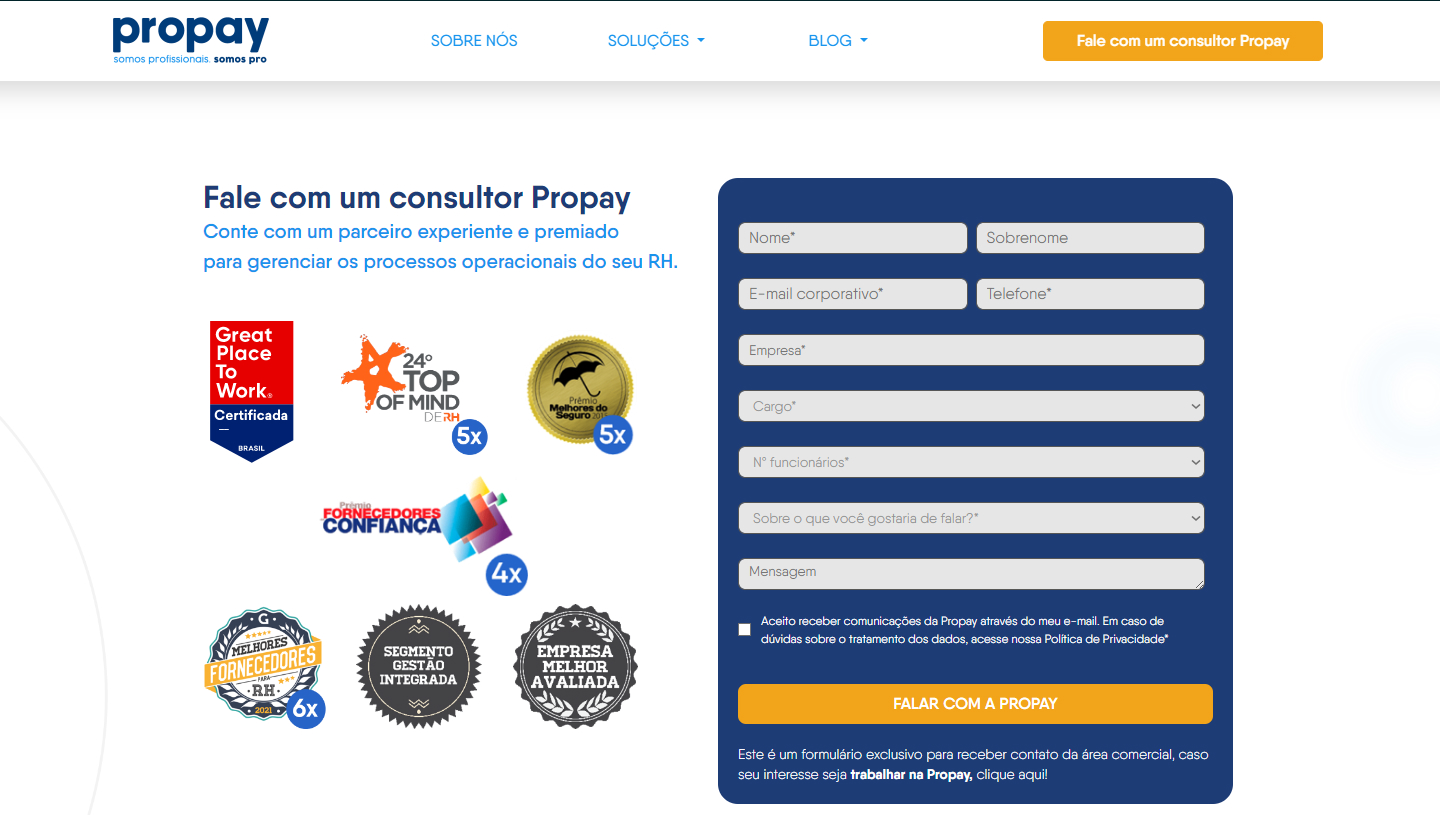 propay
somos profissionais. somos pro
SOBRE NÓS
SOLUÇÕES
BLOG
Fale com um consultor Propay
Fale com um consultor Propay
Conte com um parceiro experiente e premiado
para gerenciar os processos operacionais do seu RH.
Great
Place
To
Work®
Certificada
BRASIL
24º
TOP
OF MIND
DE RH
5x
Prêmio
Melhores do
Seguro
5x
Prêmio
FORNECEDORES
CONFIANÇA
4x
G
MELHORES
FORNECEDORES
PARA
RH
2021
6x
SEGMENTO
GESTÃO
INTEGRADA
EMPRESA
MELHOR
AVALIADA
Nome*
Sobrenome
E-mail corporativo*
Telefone*
Empresa*
Cargo*
Nº funcionários*
Sobre o que você gostaria de falar?*
Mensagem
Aceito receber comunicações da Propay através do meu e-mail. Em caso de
dúvidas sobre o tratamento dos dados, acesse nossa Política de Privacidade*
FALAR COM A PROPAY
Este é um formulário exclusivo para receber contato da área comercial, caso
seu interesse seja trabalhar na Propay, clique aqui!